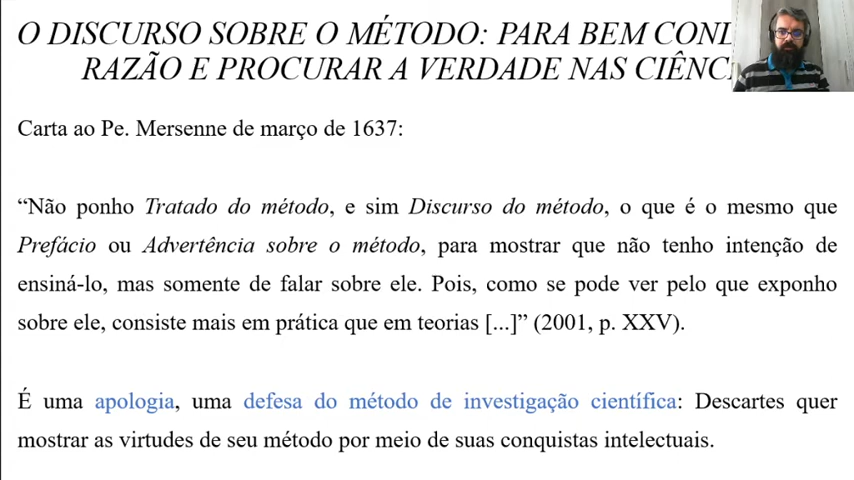 O DISCURSO SOBRE O MÉTODO: PARA BEM
RAZÃO E PROCURAR A VERDADE NAS
Carta ao Pe. Mersenne de março de 1637:
“Não ponho Tratado do método, e sim Discurso do método, o que é o mesmo que
Prefácio ou Advertência sobre o método, para mostrar que não tenho intenção de
ensiná-lo, mas somente de falar sobre ele. Pois, como se pode ver pelo que exponho
sobre ele, consiste mais em prática que em teorias [...]” (2001, p. XXV).
É uma apologia, uma defesa do método de investigação científica: Descartes quer
mostrar as virtudes de seu método por meio de suas conquistas intelectuais.